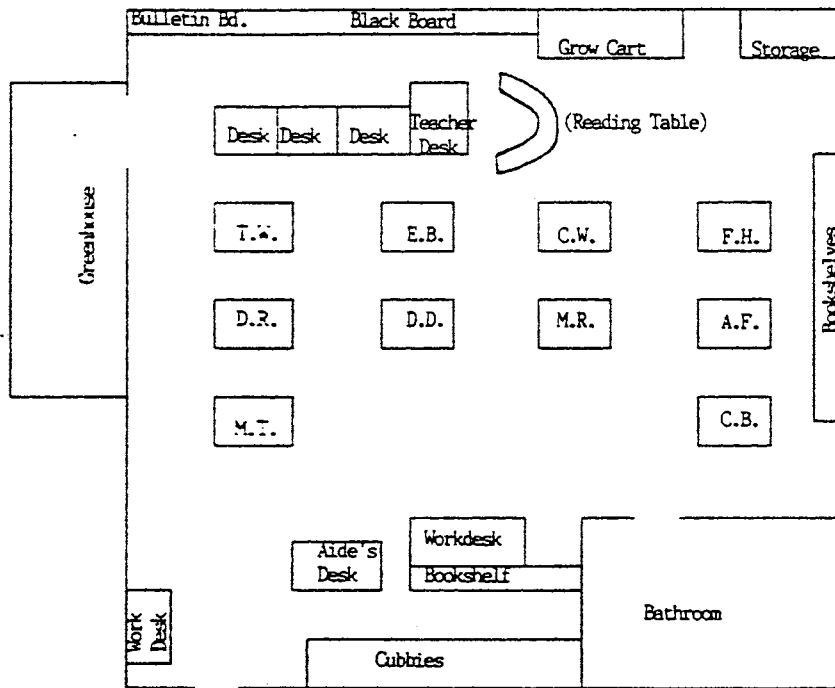 Bulletin Bd.
Black Board
Grow Cart
Storage
Desk
Desk
Desk
Teacher
Desk
(Reading Table)
Greenhouse
T.W.
E.B.
C.W.
F.H.
Bookshelves
D.R.
D.D.
M.R.
A.F.
M.T.
C.B.
Workdesk
Aide's
Desk
Bookshelf
Work
Desk
Bathroom
Cubbies